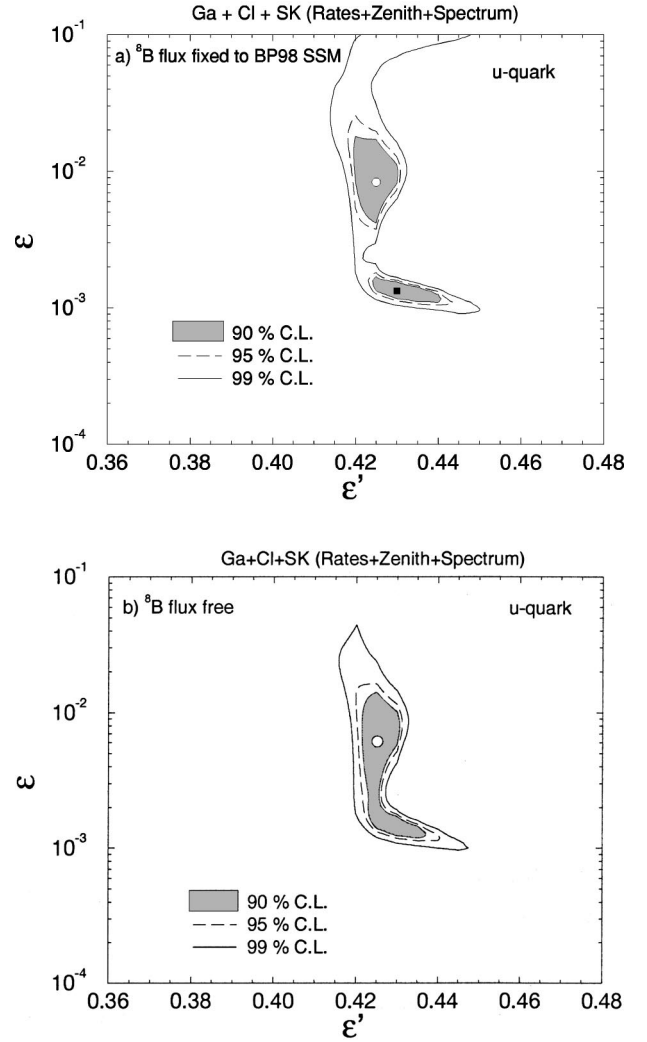 Ga + Cl + SK (Rates+Zenith+Spectrum)
10⁻¹
a) ⁸B flux fixed to BP98 SSM
u-quark
10⁻²
ε
10⁻³
90 % C.L.
95 % C.L.
99 % C.L.
10⁻⁴
0.36 0.38 0.40 0.42 0.44 0.46 0.48
ε'
Ga+Cl+SK (Rates+Zenith+Spectrum)
10⁻¹
b) ⁸B flux free
u-quark
10⁻²
ε
10⁻³
90 % C.L.
95 % C.L.
99 % C.L.
10⁻⁴
0.36 0.38 0.40 0.42 0.44 0.46 0.48
ε'